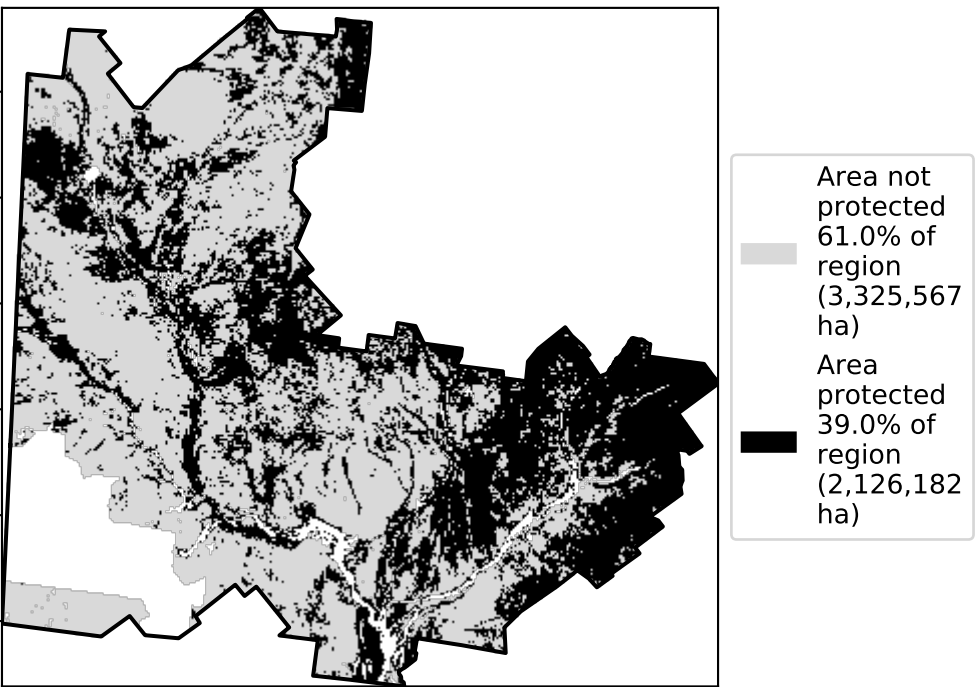 Area not
protected
61.0% of
region
(3,325,567
ha)
Area
protected
39.0% of
region
(2,126,182
ha)